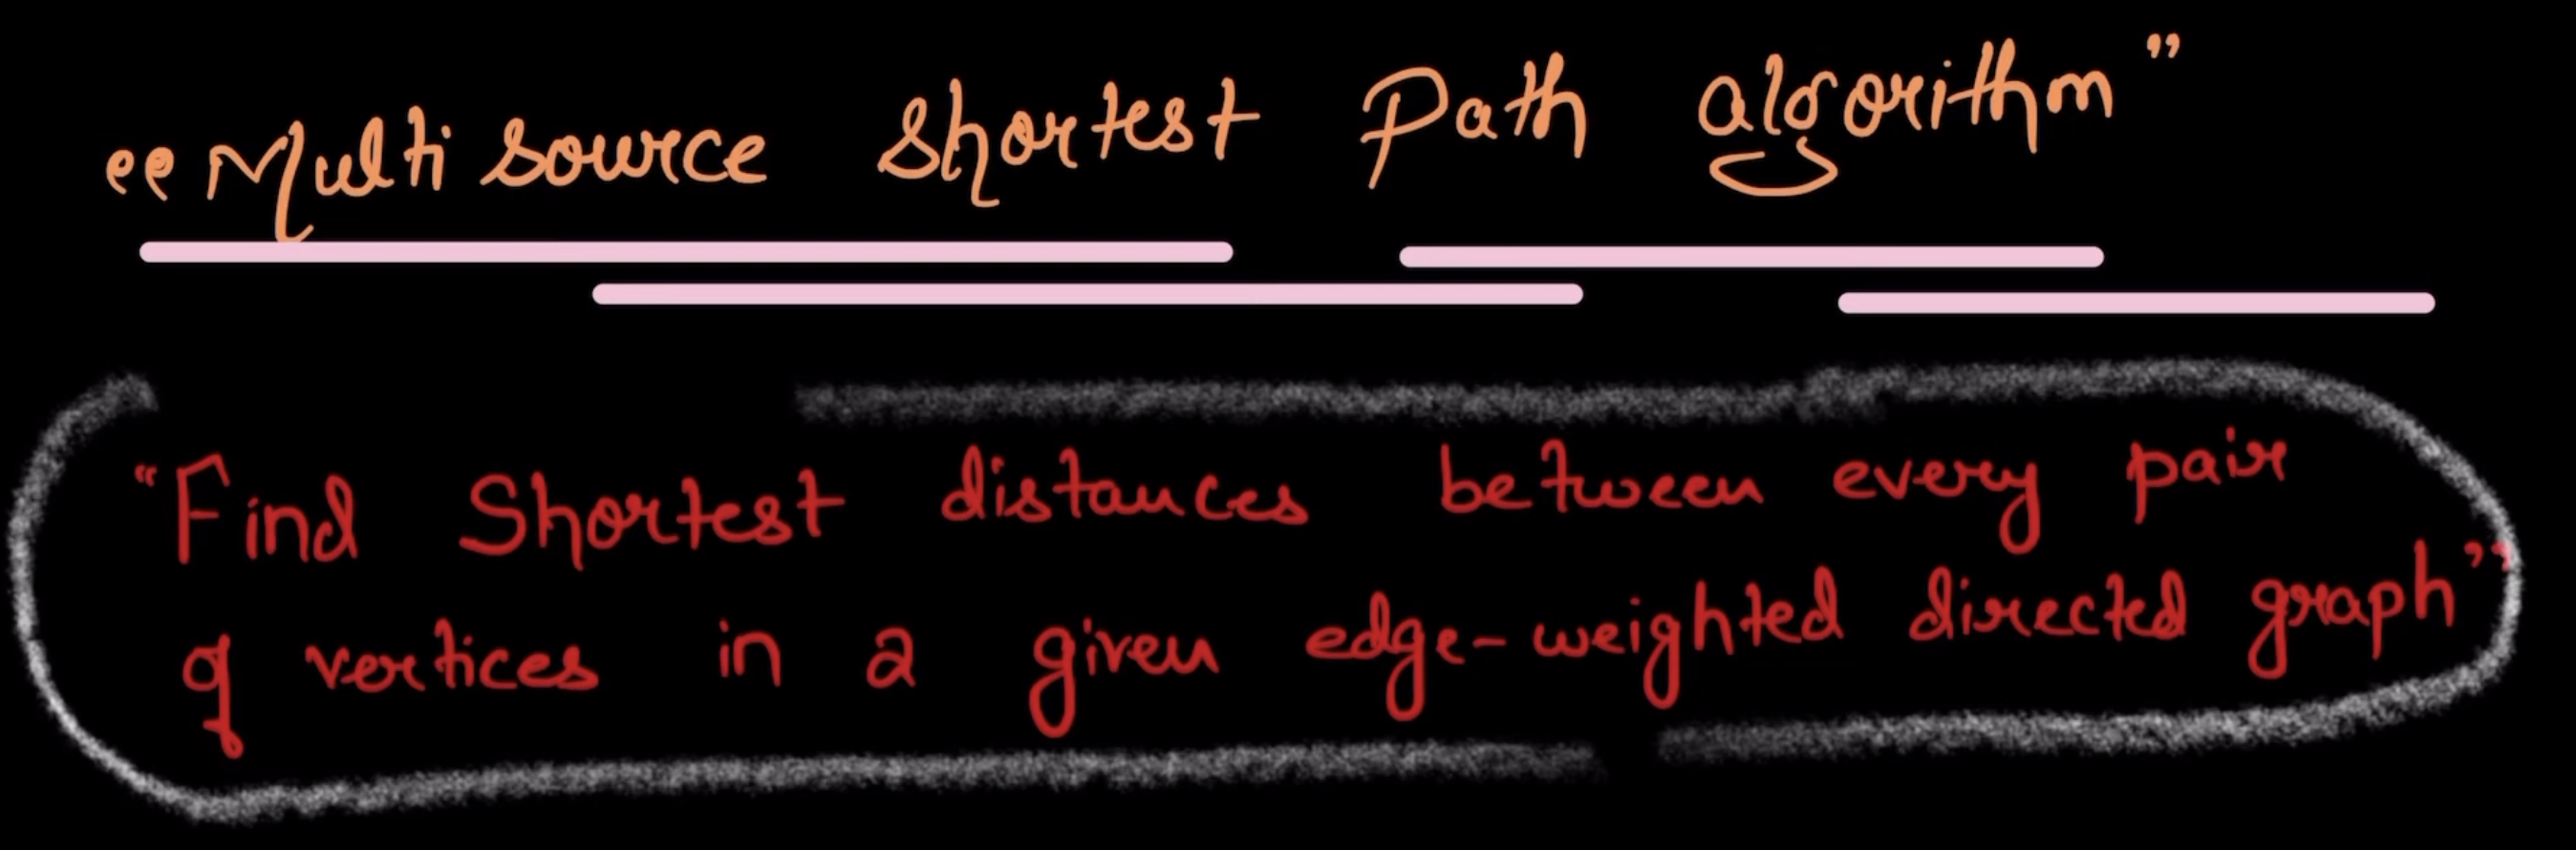 “Multi source shortest Path algorithm”
“Find Shortest distances between every pair
of vertices in a given edge-weighted directed graph”